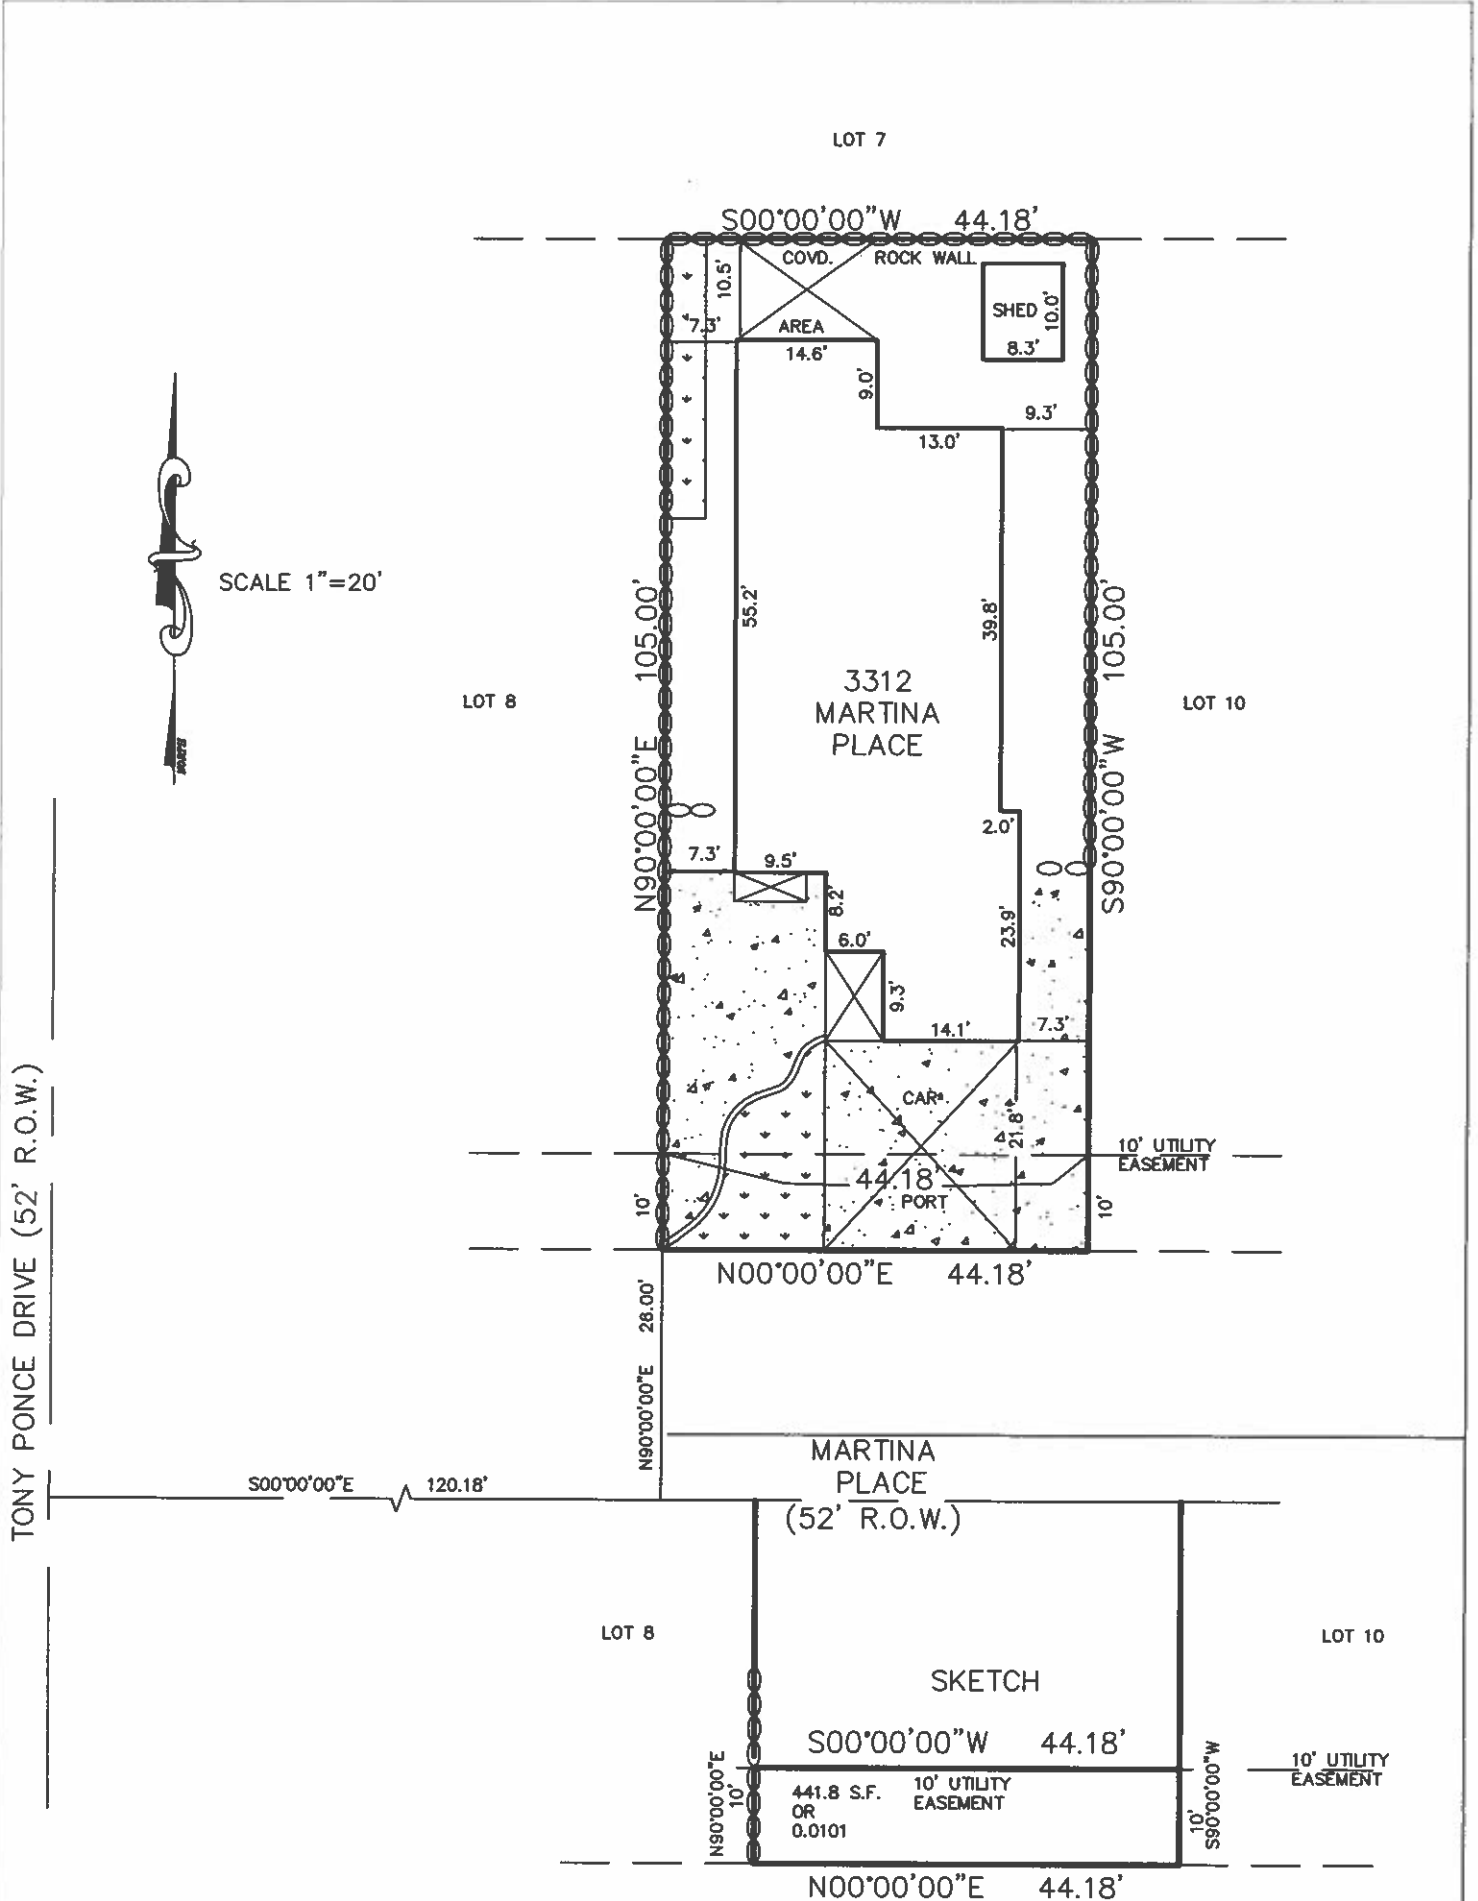 LOT 7
S00°00'00"W 44.18'
COVD. ROCK WALL
10.5'
SHED
10.0'
7.3'
AREA
14.6'
8.3'
9.0'
9.3'
13.0'
SCALE 1"=20'
NORTH
N90°00'00"E 105.00'
55.2'
39.8'
S90°00'00"W 105.00'
3312
MARTINA
PLACE
LOT 8
LOT 10
2.0'
7.3'
9.5'
8.2'
23.9'
6.0'
9.3'
14.1'
7.3'
CAR
21.8'
10' UTILITY
EASEMENT
44.18'
PORT
10'
10'
N00°00'00"E 44.18'
TONY PONCE DRIVE (52' R.O.W.)
N90°00'00"E 28.00'
MARTINA
PLACE
(52' R.O.W.)
S00°00'00"E 120.18'
LOT 8
LOT 10
SKETCH
S00°00'00"W 44.18'
N90°00'00"E
10'
441.8 S.F.
OR
0.0101
10' UTILITY
EASEMENT
10'
S90°00'00"W
10' UTILITY
EASEMENT
N00°00'00"E 44.18'